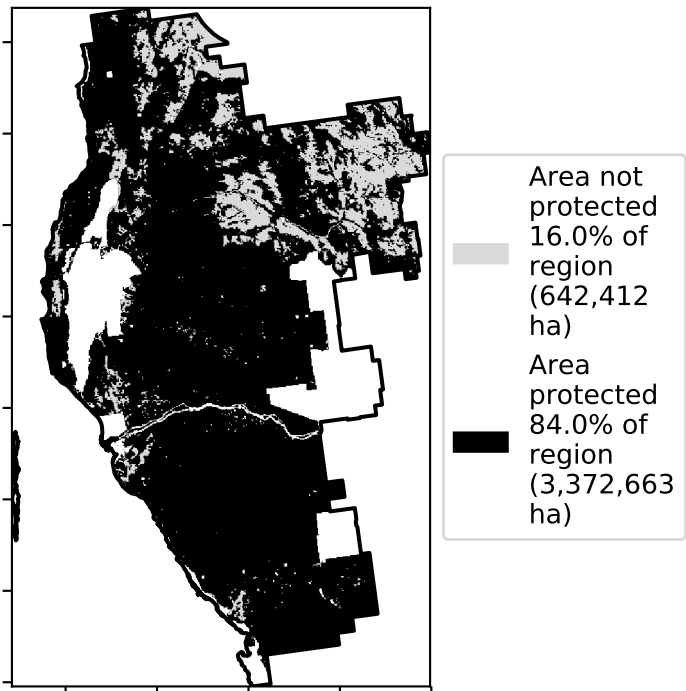 Area not
protected
16.0% of
region
(642,412
ha)
Area
protected
84.0% of
region
(3,372,663
ha)